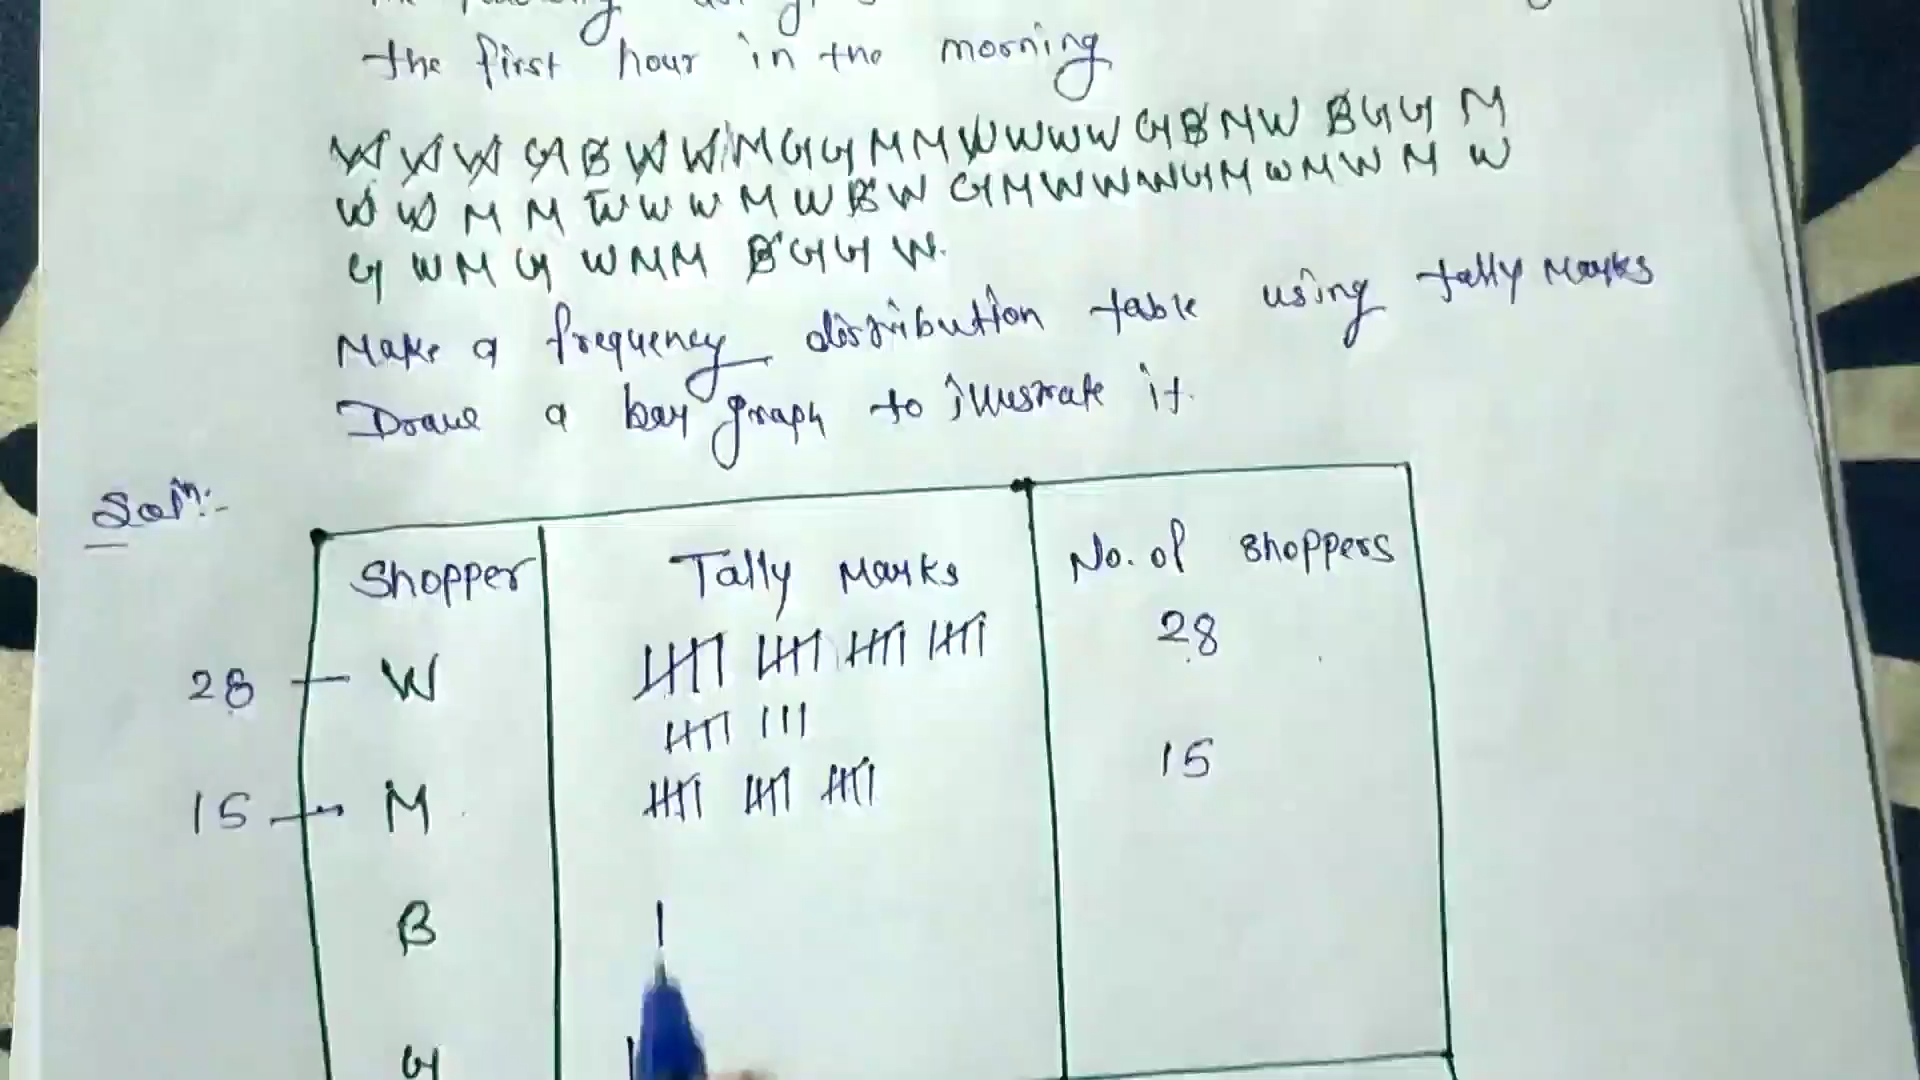 the first hour in the morning
W W W G B W W M G G M M W W W W G B M W B G G M
W W M M W W W M W B W G M W W W W G M W M W M W
G W M G W M M B G G W.
Make a frequency distribution table using tally Marks
Draw a bar graph to illustrate it.
Soln:-
Shopper Tally Marks No. of shoppers
28 W 28
15 M 15
B
G